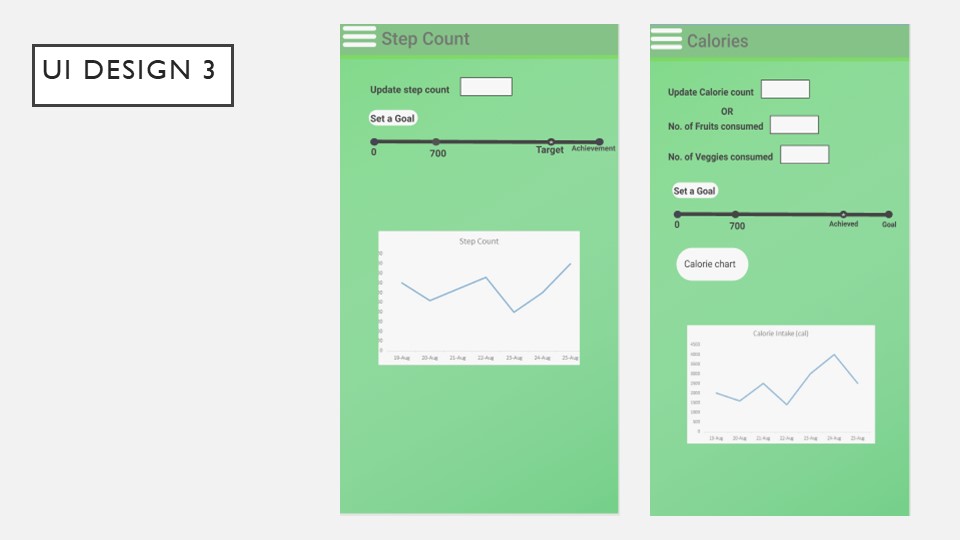 UI DESIGN 3
Step Count
Update step count
Set a Goal
0 700 Target Achievement
Step Count
0
19-Aug 20-Aug 21-Aug 22-Aug 23-Aug 24-Aug 25-Aug
Calories
Update Calorie count
OR
No. of Fruits consumed
No. of Veggies consumed
Set a Goal
0 700 Achieved Goal
Calorie chart
Calorie Intake (cal)
4500
4000
3500
3000
2500
2000
1500
1000
500
0
19-Aug 20-Aug 21-Aug 22-Aug 23-Aug 24-Aug 25-Aug